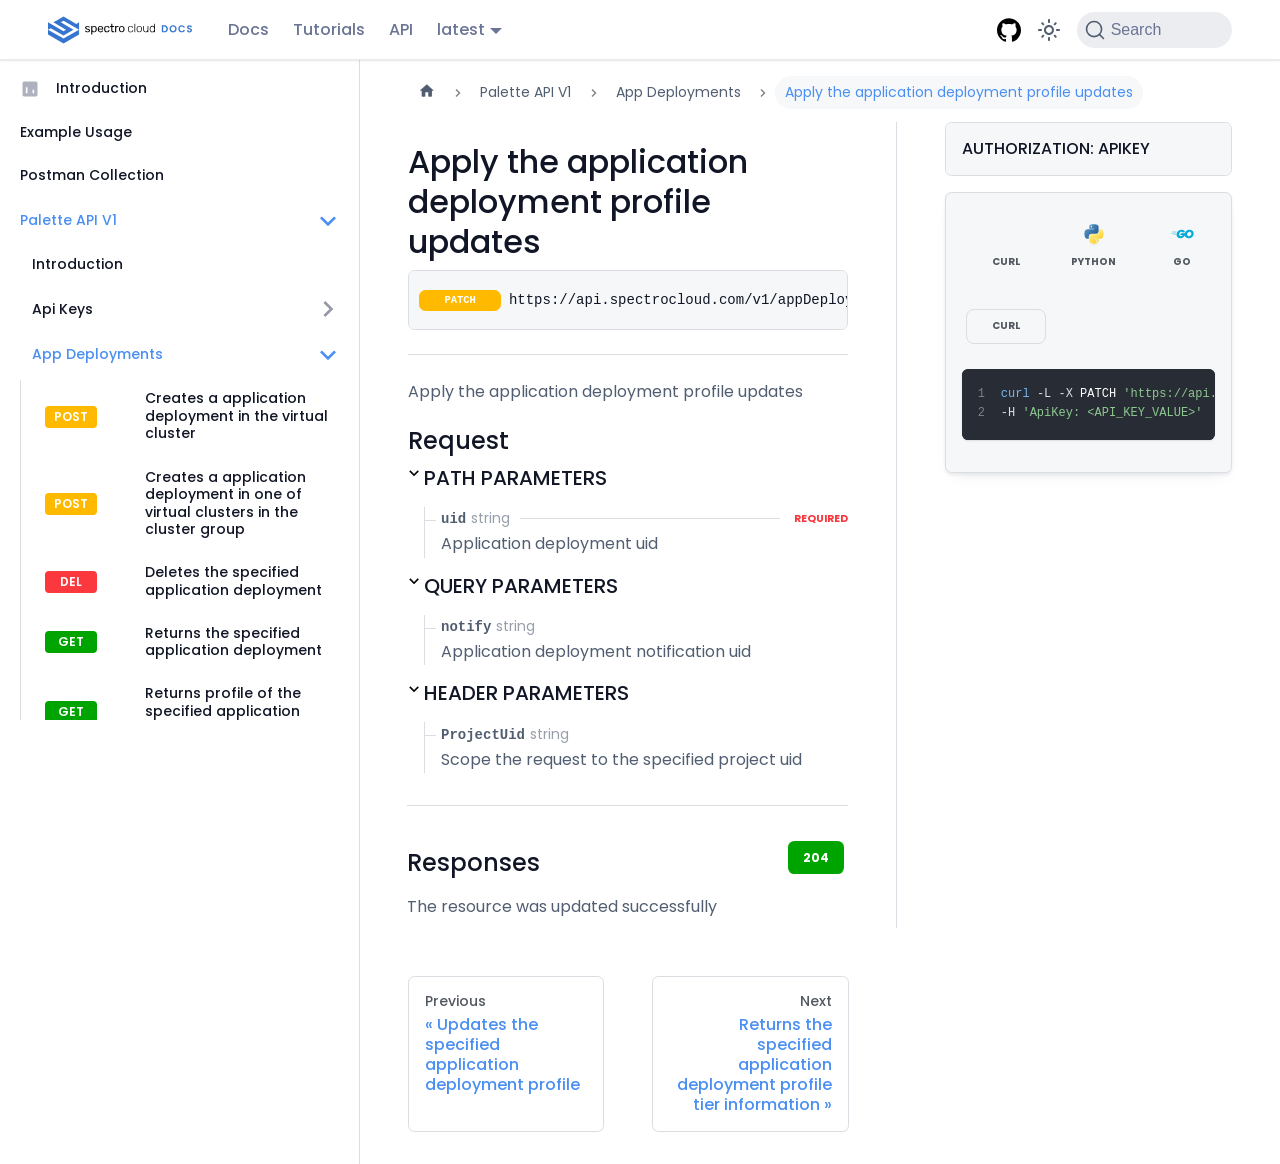 spectro cloud DOCS
Docs
Tutorials
API
latest
Search
Introduction
Example Usage
Postman Collection
Palette API V1
Introduction
Api Keys
App Deployments
POST
Creates a application
deployment in the virtual
cluster
POST
Creates a application
deployment in one of
virtual clusters in the
cluster group
DEL
Deletes the specified
application deployment
GET
Returns the specified
application deployment
GET
Returns profile of the
specified application
Palette API V1
App Deployments
Apply the application deployment profile updates
Apply the application
deployment profile
updates
PATCH
https://api.spectrocloud.com/v1/appDeploy
Apply the application deployment profile updates
Request
PATH PARAMETERS
uid string
REQUIRED
Application deployment uid
QUERY PARAMETERS
notify string
Application deployment notification uid
HEADER PARAMETERS
ProjectUid string
Scope the request to the specified project uid
Responses
204
The resource was updated successfully
Previous
« Updates the
specified
application
deployment profile
Next
Returns the
specified
application
deployment profile
tier information »
AUTHORIZATION: APIKEY
CURL
PYTHON
GO
CURL
1 curl -L -X PATCH 'https://api.
2 -H 'ApiKey: <API_KEY_VALUE>'